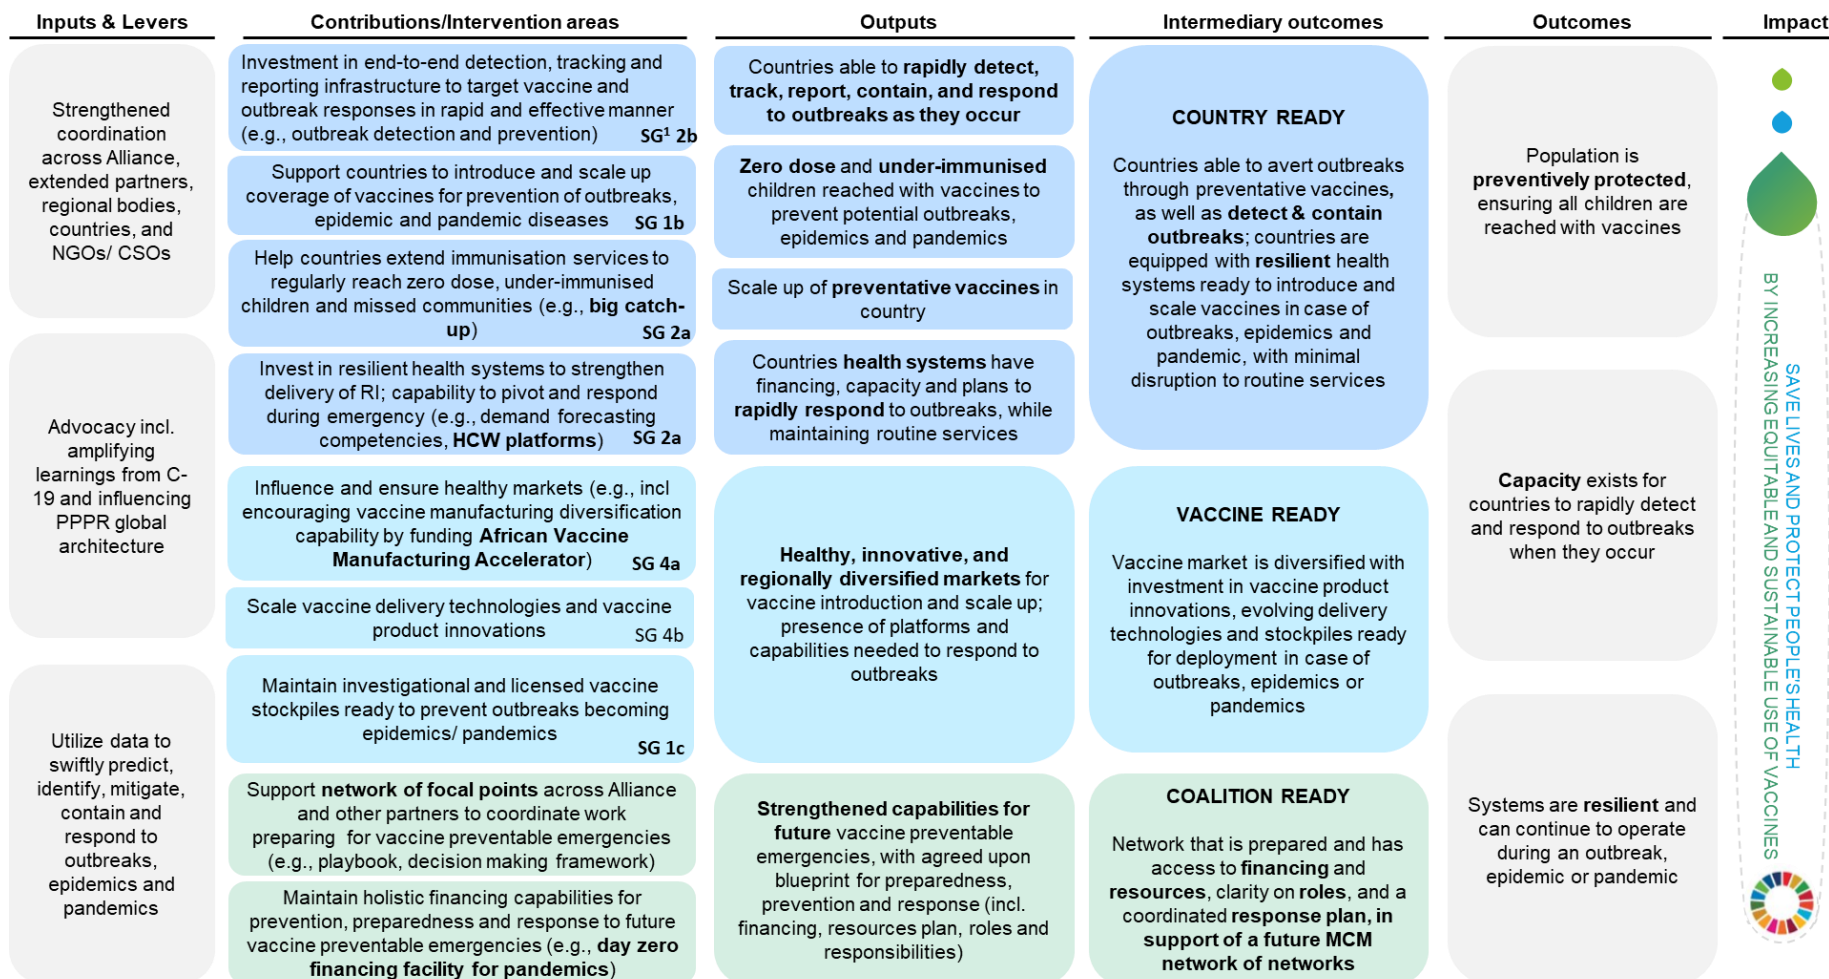 Inputs & Levers
Strengthened
coordination
across Alliance,
extended partners,
regional bodies,
countries, and
NGOs/ CSOs
Advocacy incl.
amplifying
learnings from C-
19 and influencing
PPPR global
architecture
Utilize data to
swiftly predict,
identify, mitigate,
contain and
respond to
outbreaks,
epidemics and
pandemics
Contributions/Intervention areas
Investment in end-to-end detection, tracking and
reporting infrastructure to target vaccine and
outbreak responses in rapid and effective manner
(e.g., outbreak detection and prevention) SG¹ 2b
Support countries to introduce and scale up
coverage of vaccines for prevention of outbreaks,
epidemic and pandemic diseases SG 1b
Help countries extend immunisation services to
regularly reach zero dose, under-immunised
children and missed communities (e.g., big catch-
up) SG 2a
Invest in resilient health systems to strengthen
delivery of RI; capability to pivot and respond
during emergency (e.g., demand forecasting
competencies, HCW platforms) SG 2a
Influence and ensure healthy markets (e.g., incl
encouraging vaccine manufacturing diversification
capability by funding African Vaccine
Manufacturing Accelerator) SG 4a
Scale vaccine delivery technologies and vaccine
product innovations SG 4b
Maintain investigational and licensed vaccine
stockpiles ready to prevent outbreaks becoming
epidemics/ pandemics
SG 1c
Support network of focal points across Alliance
and other partners to coordinate work
preparing for vaccine preventable emergencies
(e.g., playbook, decision making framework)
Maintain holistic financing capabilities for
prevention, preparedness and response to future
vaccine preventable emergencies (e.g., day zero
financing facility for pandemics)
Outputs
Countries able to rapidly detect,
track, report, contain, and respond
to outbreaks as they occur
Zero dose and under-immunised
children reached with vaccines to
prevent potential outbreaks,
epidemics and pandemics
Scale up of preventative vaccines in
country
Countries health systems have
financing, capacity and plans to
rapidly respond to outbreaks, while
maintaining routine services
Healthy, innovative, and
regionally diversified markets for
vaccine introduction and scale up;
presence of platforms and
capabilities needed to respond to
outbreaks
Strengthened capabilities for
future vaccine preventable
emergencies, with agreed upon
blueprint for preparedness,
prevention and response (incl.
financing, resources plan, roles and
responsibilities)
Intermediary outcomes
COUNTRY READY
Countries able to avert outbreaks
through preventative vaccines,
as well as detect & contain
outbreaks; countries are
equipped with resilient health
systems ready to introduce and
scale vaccines in case of
outbreaks, epidemics and
pandemic, with minimal
disruption to routine services
VACCINE READY
Vaccine market is diversified with
investment in vaccine product
innovations, evolving delivery
technologies and stockpiles ready
for deployment in case of
outbreaks, epidemics or
pandemics
COALITION READY
Network that is prepared and has
access to financing and
resources, clarity on roles, and a
coordinated response plan, in
support of a future MCM
network of networks
Outcomes
Population is
preventively protected,
ensuring all children are
reached with vaccines
Capacity exists for
countries to rapidly detect
and respond to outbreaks
when they occur
Systems are resilient and
can continue to operate
during an outbreak,
epidemic or pandemic
Impact
SAVE LIVES AND PROTECT PEOPLE'S HEALTH
BY INCREASING EQUITABLE AND SUSTAINABLE USE OF VACCINES